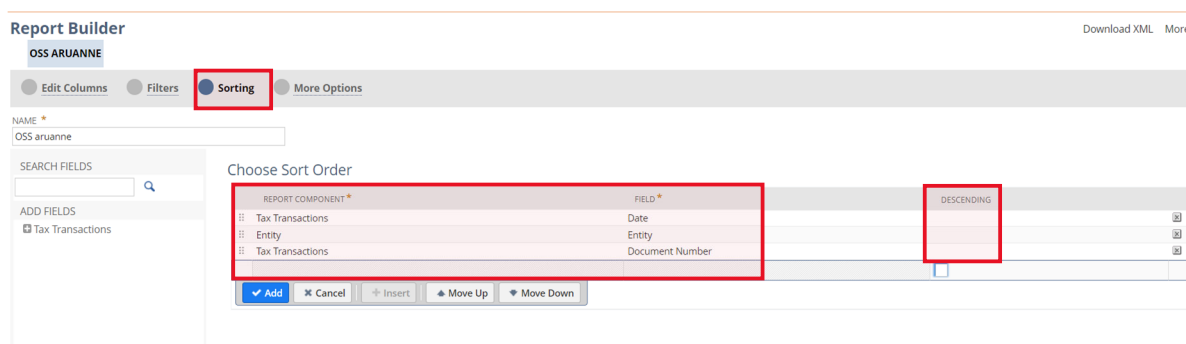 Report Builder
Download XML More
OSS ARUANNE
Edit Columns Filters Sorting More Options
NAME *
OSS aruanne
SEARCH FIELDS
Choose Sort Order
REPORT COMPONENT * FIELD * DESCENDING
ADD FIELDS
Tax Transactions
Tax Transactions Date
Entity Entity
Tax Transactions Document Number
Add Cancel Insert Move Up Move Down